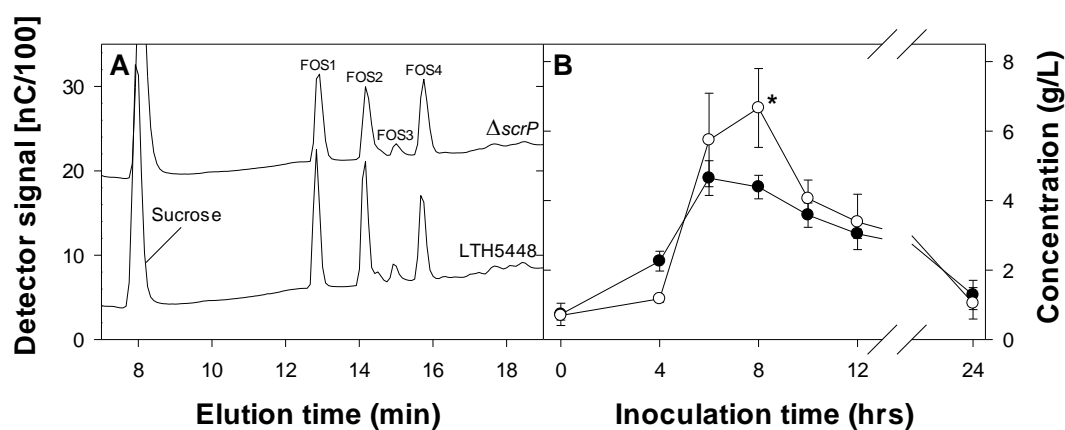 A
B
Detector signal [nC/100]
30
20
10
0
FOS1
FOS2
FOS3
FOS4
ΔscrP
Sucrose
LTH5448
8
10
12
14
16
18
Elution time (min)
0
4
8
12
24
Inoculation time (hrs)
*
8
6
4
2
0
Concentration (g/L)